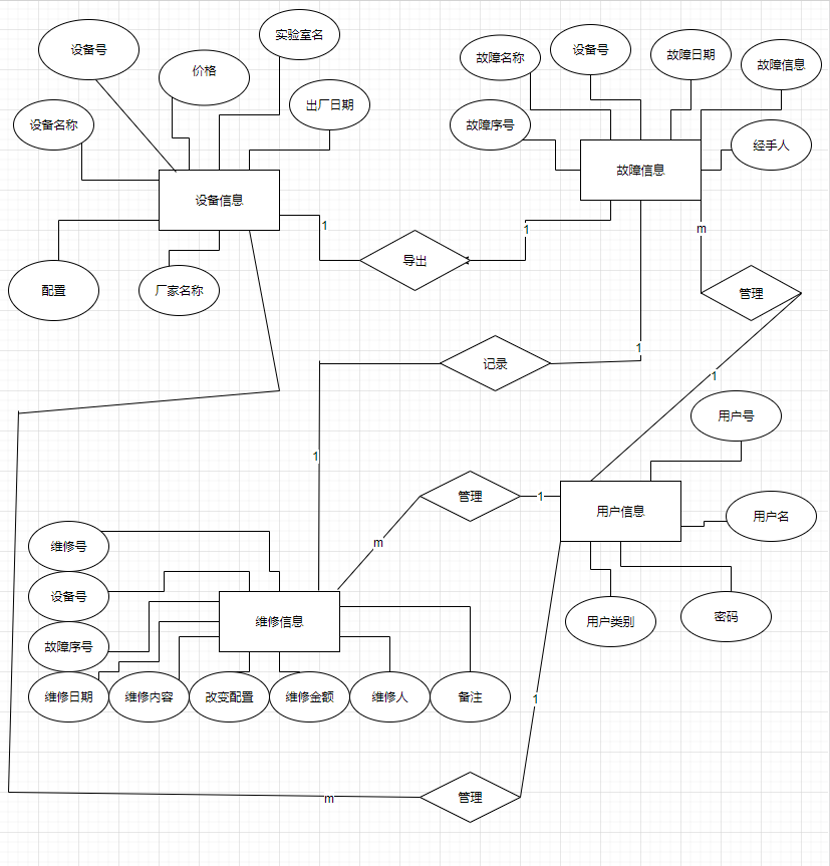 实验室名
设备号
价格
出厂日期
设备名称
设备信息
配置
厂家名称
故障名称
设备号
故障日期
故障信息
故障序号
经手人
故障信息
1
导出
1
m
管理
1
记录
1
1
用户号
管理
1
用户信息
用户名
m
用户类别
密码
维修号
设备号
故障序号
维修信息
维修日期
维修内容
改变配置
维修金额
维修人
备注
1
m
管理